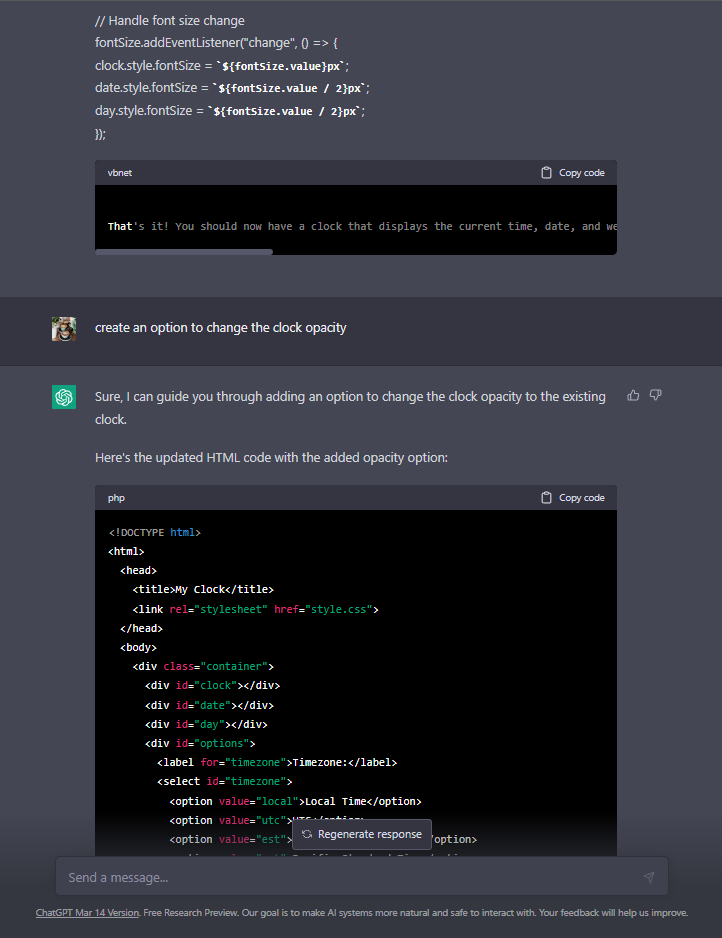 // Handle font size change
fontSize.addEventListener("change", () => {
clock.style.fontSize = `${fontSize.value}px`;
date.style.fontSize = `${fontSize.value / 2}px`;
day.style.fontSize = `${fontSize.value / 2}px`;
});
vbnet Copy code
That's it! You should now have a clock that displays the current time, date, and we
create an option to change the clock opacity
Sure, I can guide you through adding an option to change the clock opacity to the existing
clock.
Here's the updated HTML code with the added opacity option:
php Copy code
<!DOCTYPE html>
<html>
<head>
<title>My Clock</title>
<link rel="stylesheet" href="style.css">
</head>
<body>
<div class="container">
<div id="clock"></div>
<div id="date"></div>
<div id="day"></div>
<div id="options">
<label for="timezone">Timezone:</label>
<select id="timezone">
<option value="local">Local Time</option>
<option value="utc">UTC</option>
<option value="est"> /option>
Regenerate response
Send a message...
ChatGPT Mar 14 Version. Free Research Preview. Our goal is to make AI systems more natural and safe to interact with. Your feedback will help us improve.